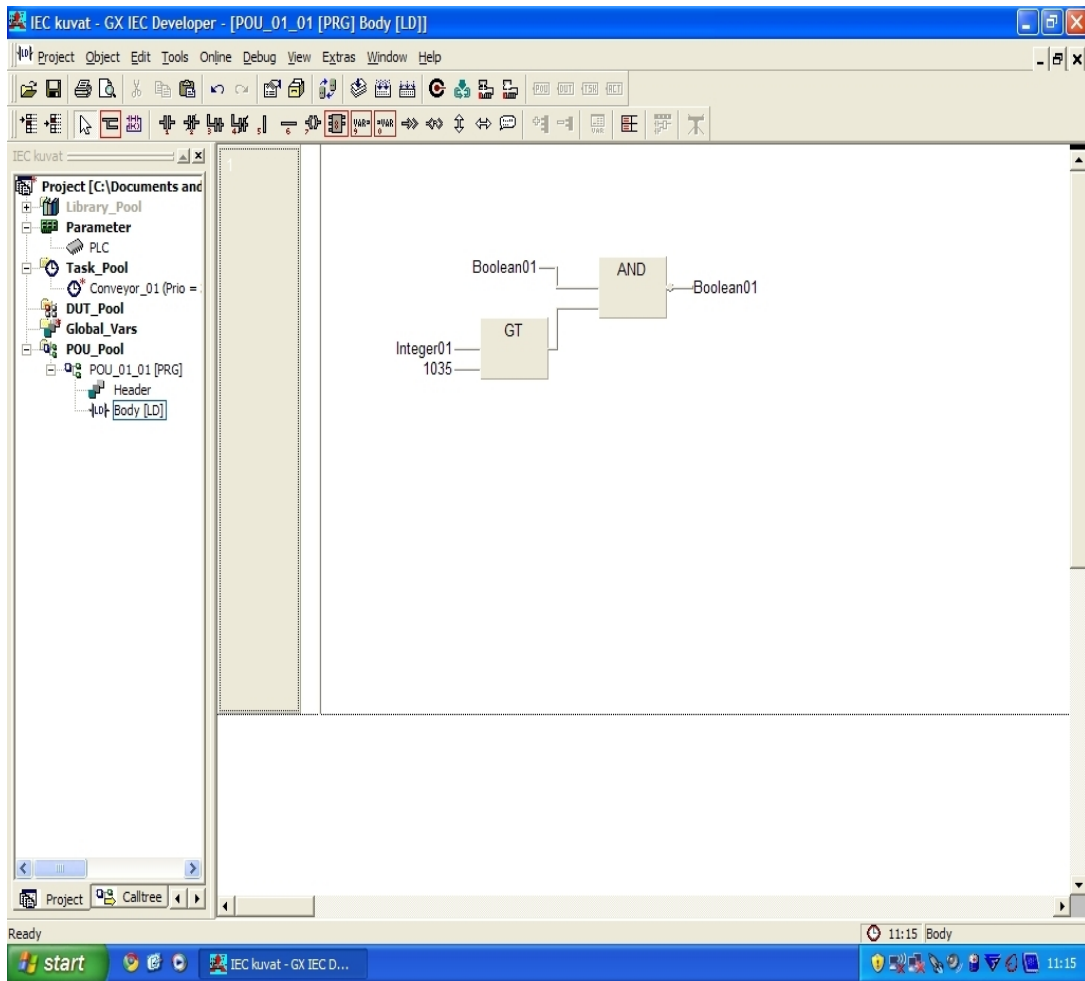 IEC kuvat - GX IEC Developer - [POU_01_01 [PRG] Body [LD]]
Project Object Edit Tools Online Debug View Extras Window Help
IEC kuvat
Project [C:\Documents and
Library_Pool
Parameter
PLC
Task_Pool
Conveyor_01 (Prio =
DUT_Pool
Global_Vars
POU_Pool
POU_01_01 [PRG]
Header
Body [LD]
1
Boolean01
AND
Boolean01
GT
Integer01
1035
Project Calltree
Ready
11:15 Body
start
IEC kuvat - GX IEC D...
11:15